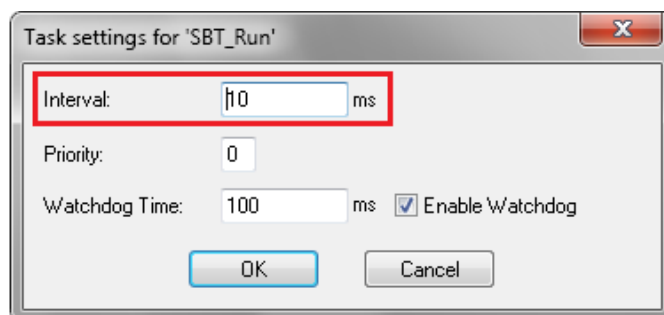 Task settings for 'SBT_Run'
Interval: 10 ms
Priority: 0
Watchdog Time: 100 ms Enable Watchdog
OK Cancel